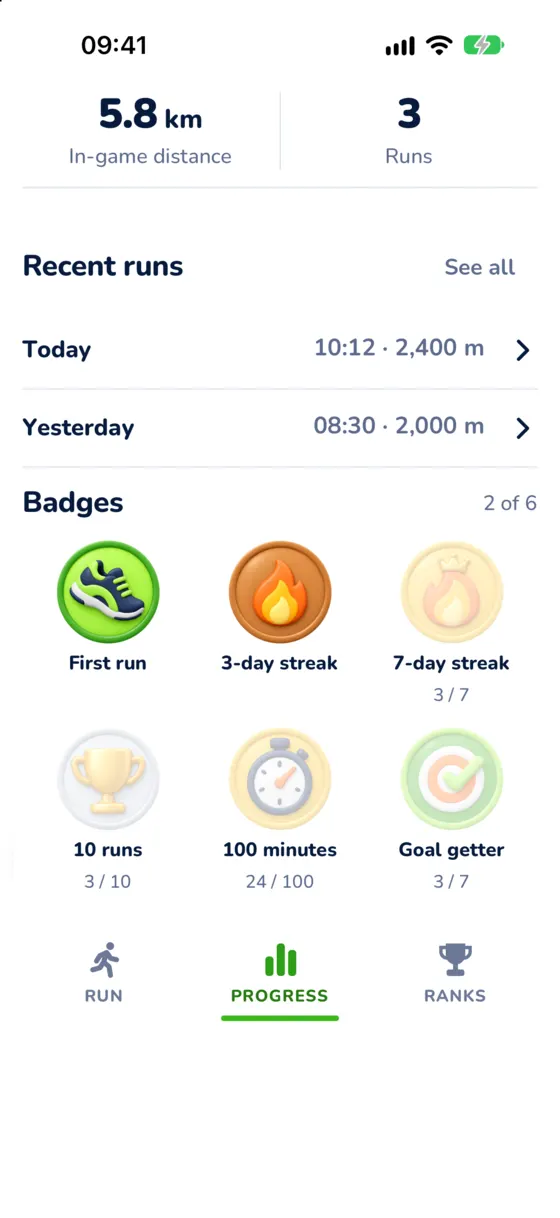 09:41
5.8 km 3
In-game distance Runs
Recent runs See all
Today 10:12 · 2,400 m
Yesterday 08:30 · 2,000 m
Badges 2 of 6
First run 3-day streak 7-day streak
3 / 7
10 runs 100 minutes Goal getter
3 / 10 24 / 100 3 / 7
RUN PROGRESS RANKS